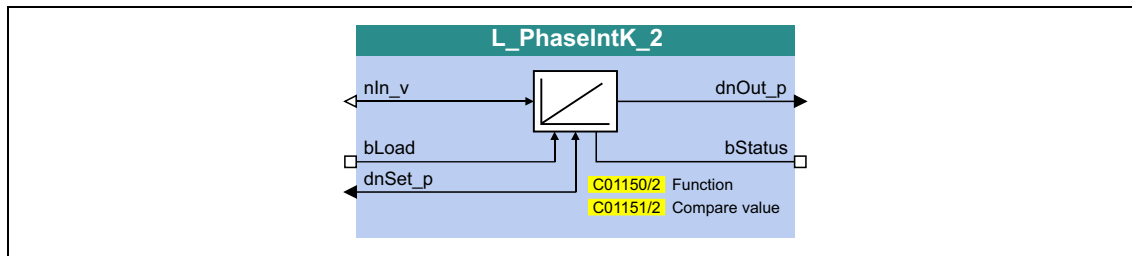 L_PhaseIntK_2
nIn_v
dnOut_p
bLoad
bStatus
dnSet_p
C01150/2 Function
C01151/2 Compare value